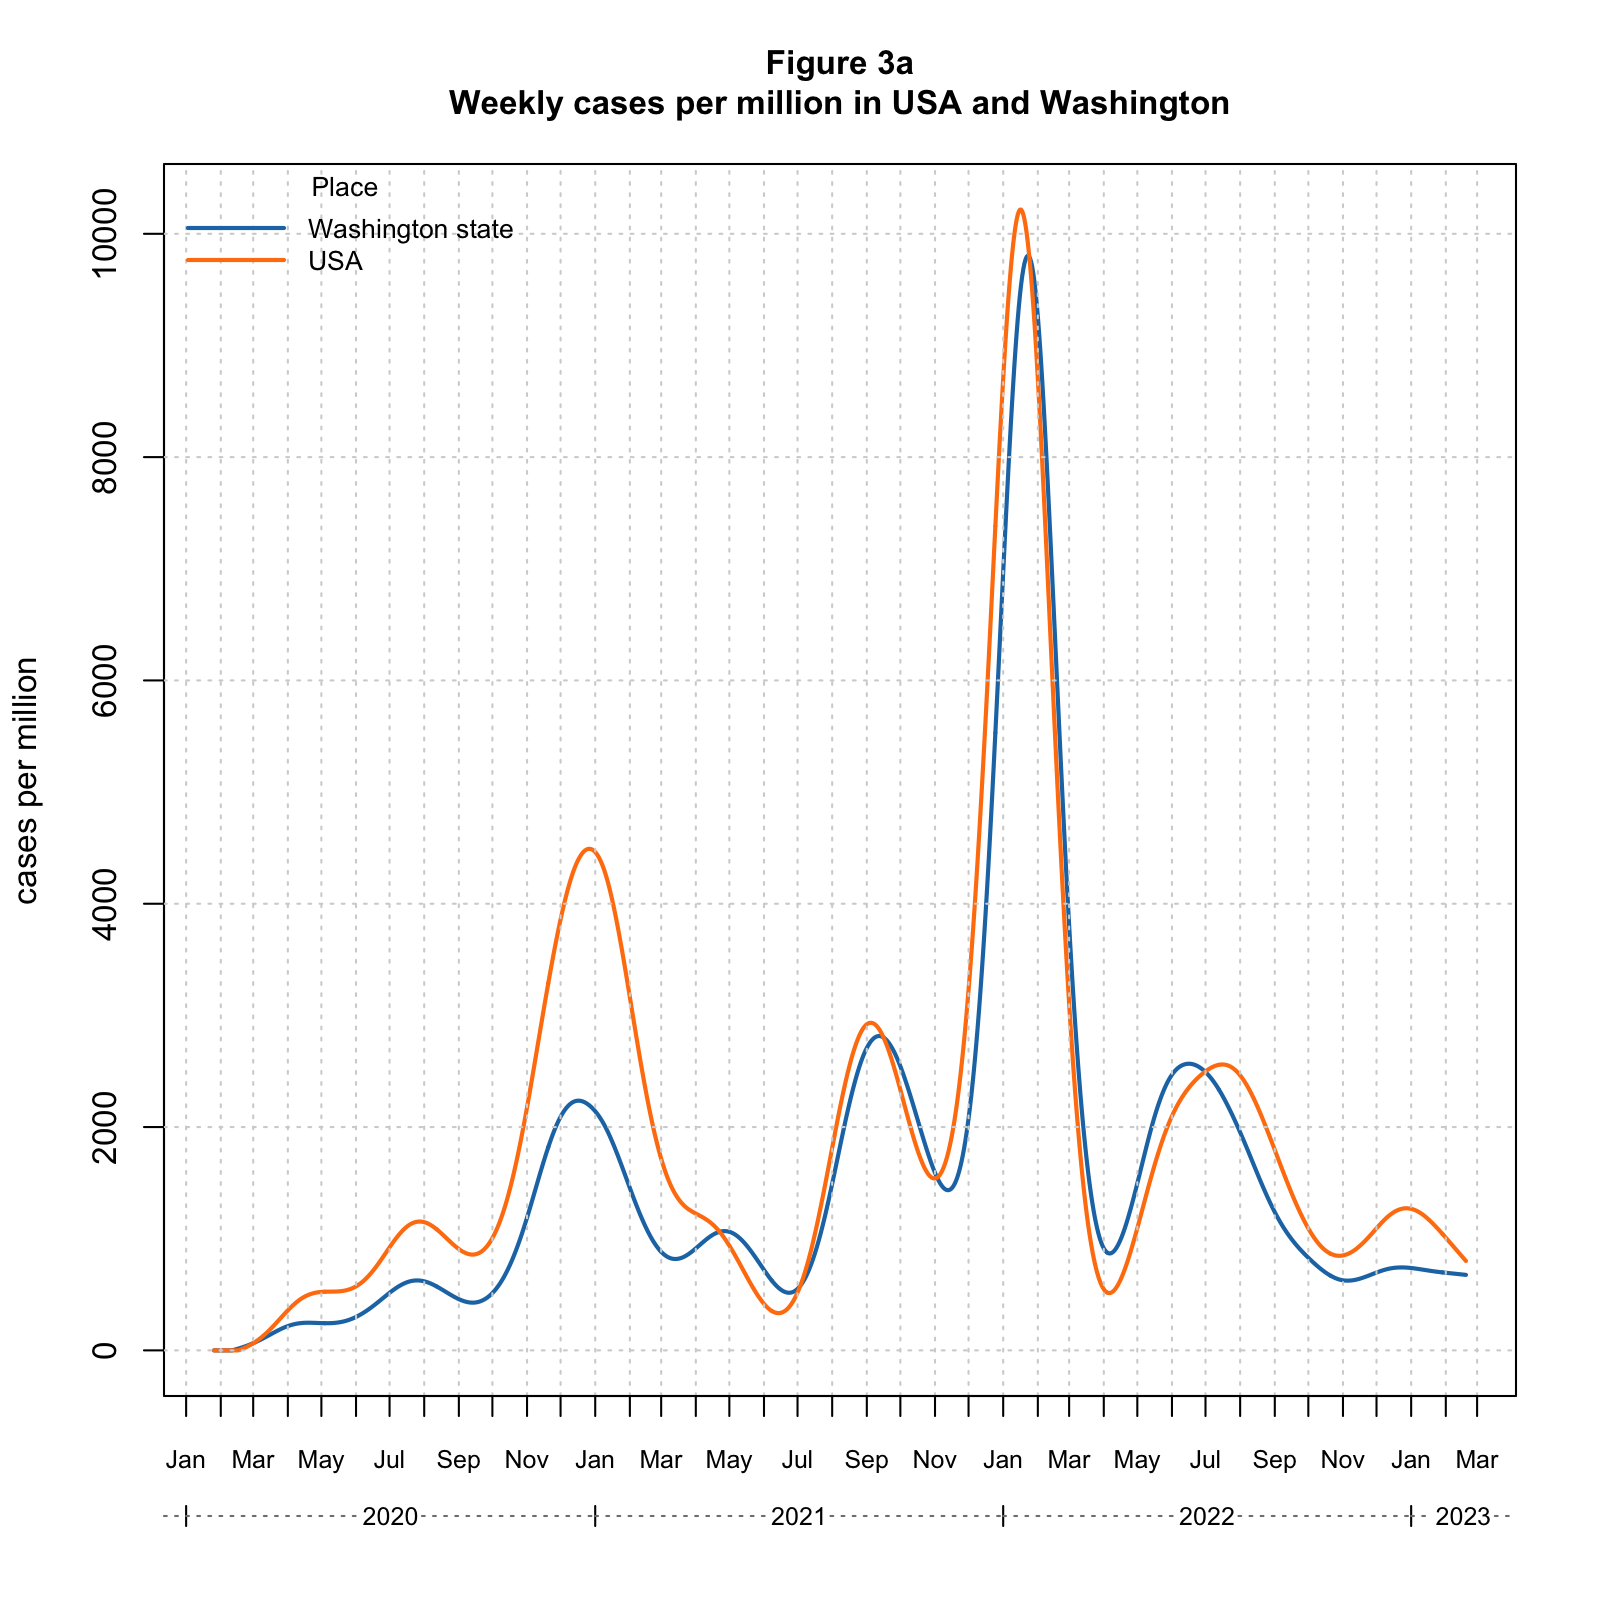 Figure 3a
Weekly cases per million in USA and Washington
Place
Washington state
USA
cases per million
10000
8000
6000
4000
2000
0
Jan Mar May Jul Sep Nov Jan Mar May Jul Sep Nov Jan Mar May Jul Sep Nov Jan Mar
2020 2021 2022 2023